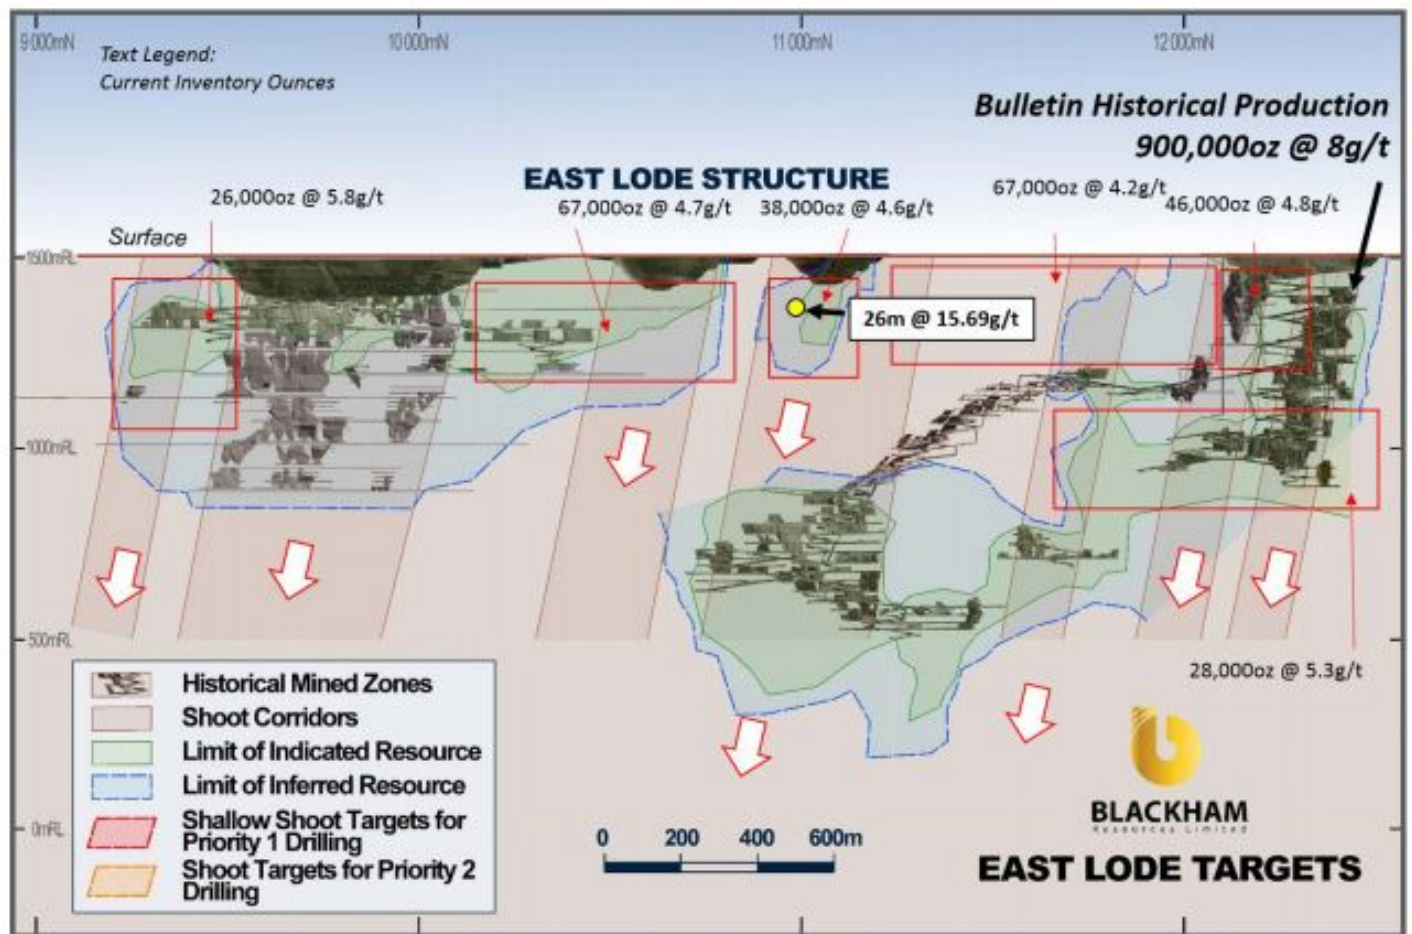 9000mN
10000mN
11000mN
12000mN
Text Legend:
Current Inventory Ounces
Bulletin Historical Production
900,000oz @ 8g/t
EAST LODE STRUCTURE
26,000oz @ 5.8g/t
67,000oz @ 4.7g/t
38,000oz @ 4.6g/t
67,000oz @ 4.2g/t
46,000oz @ 4.8g/t
Surface
1500mRL
26m @ 15.69g/t
1000mRL
500mRL
28,000oz @ 5.3g/t
Historical Mined Zones
Shoot Corridors
Limit of Indicated Resource
Limit of Inferred Resource
Shallow Shoot Targets for
Priority 1 Drilling
Shoot Targets for Priority 2
Drilling
0mRL
0 200 400 600m
BLACKHAM
Resources Limited
EAST LODE TARGETS